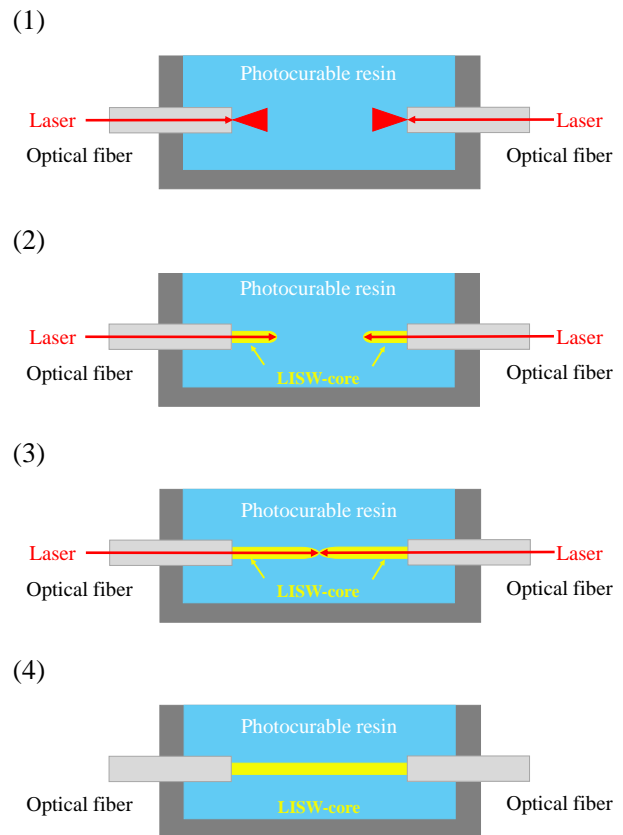 (1)
Photocurable resin
Laser
Laser
Optical fiber
Optical fiber
(2)
Photocurable resin
Laser
Laser
Optical fiber
LISW-core
Optical fiber
(3)
Photocurable resin
Laser
Laser
Optical fiber
LISW-core
Optical fiber
(4)
Photocurable resin
Optical fiber
LISW-core
Optical fiber